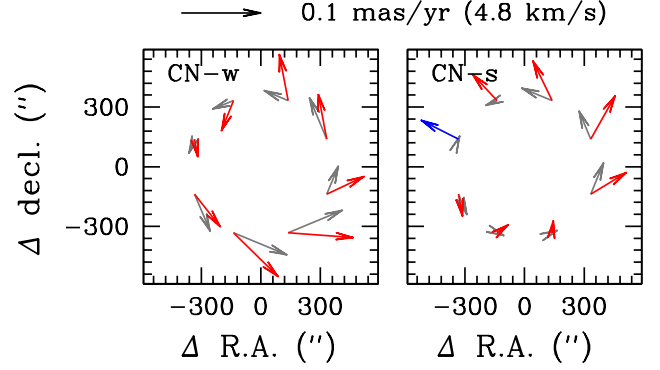 0.1 mas/yr (4.8 km/s)
CN-w CN-s
Δ decl. (″)
300
0
-300
-300 0 300 -300 0 300
Δ R.A. (″) Δ R.A. (″)